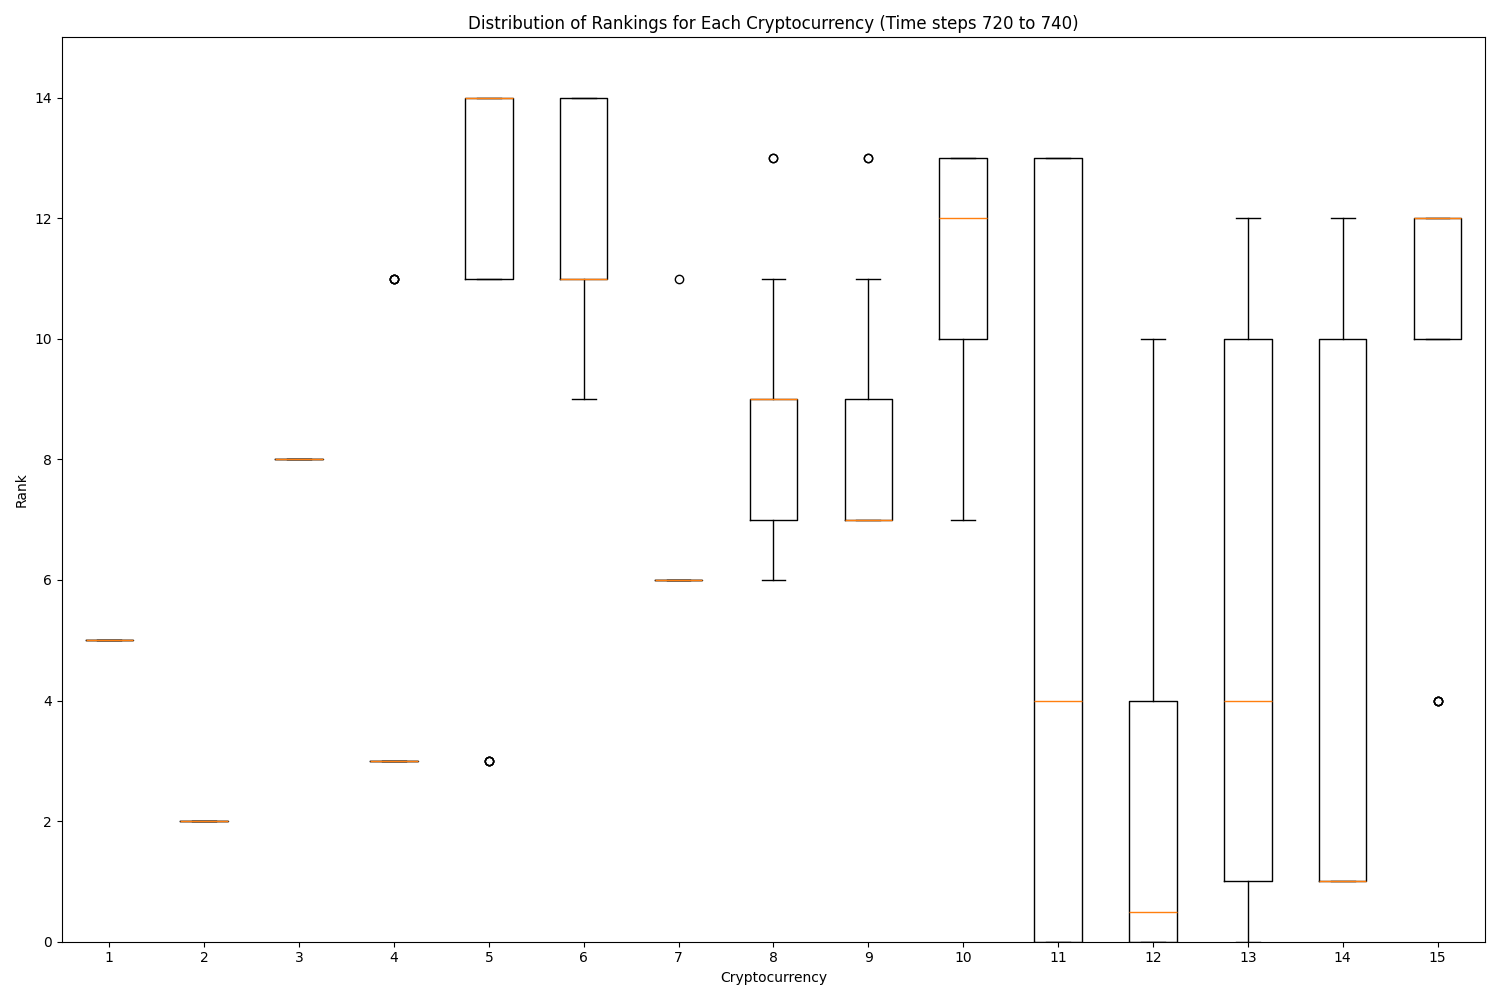 Distribution of Rankings for Each Cryptocurrency (Time steps 720 to 740)
14
12
10
8
6
4
2
0
Rank
1 2 3 4 5 6 7 8 9 10 11 12 13 14 15
Cryptocurrency